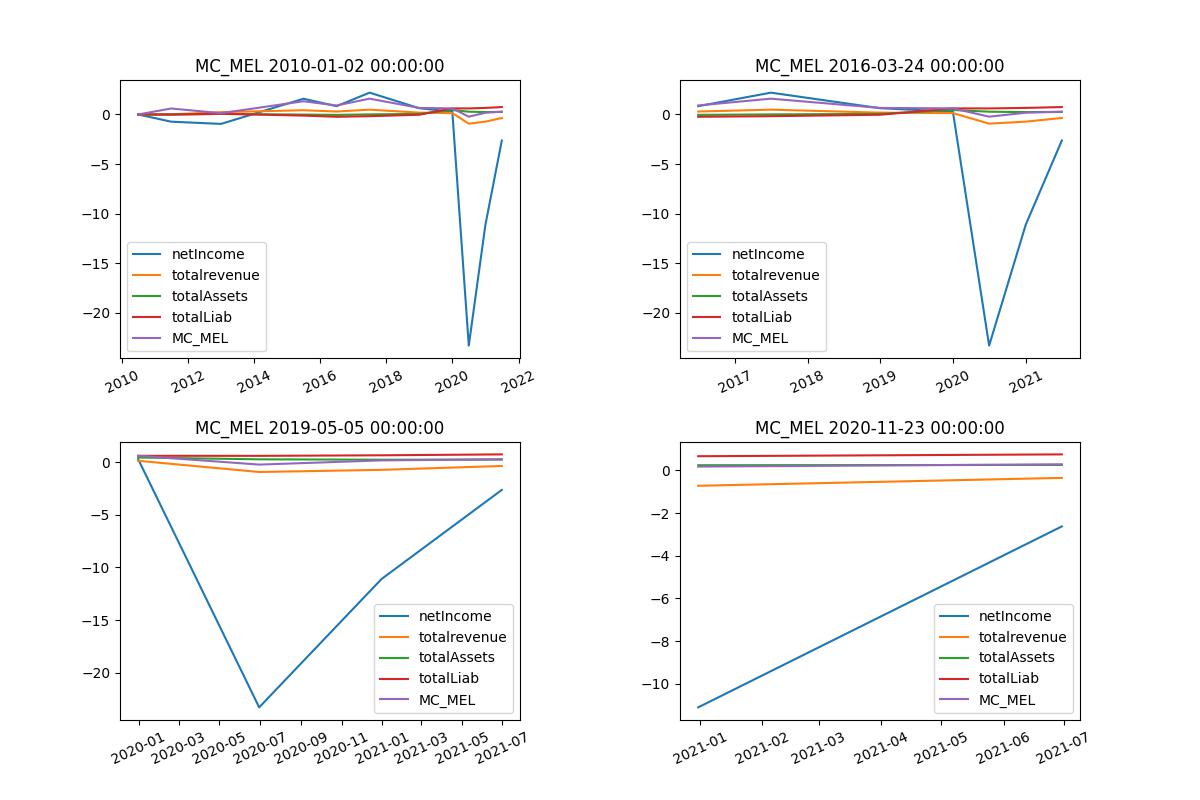 MC_MEL 2010-01-02 00:00:00
0
−5
−10
−15
−20
netIncome
totalrevenue
totalAssets
totalLiab
MC_MEL
2010 2012 2014 2016 2018 2020 2022
MC_MEL 2016-03-24 00:00:00
0
−5
−10
−15
−20
netIncome
totalrevenue
totalAssets
totalLiab
MC_MEL
2017 2018 2019 2020 2021
MC_MEL 2019-05-05 00:00:00
0
−5
−10
−15
−20
netIncome
totalrevenue
totalAssets
totalLiab
MC_MEL
2020-01 2020-03 2020-05 2020-07 2020-09 2020-11 2021-01 2021-03 2021-05 2021-07
MC_MEL 2020-11-23 00:00:00
0
−2
−4
−6
−8
−10
netIncome
totalrevenue
totalAssets
totalLiab
MC_MEL
2021-01 2021-02 2021-03 2021-04 2021-05 2021-06 2021-07